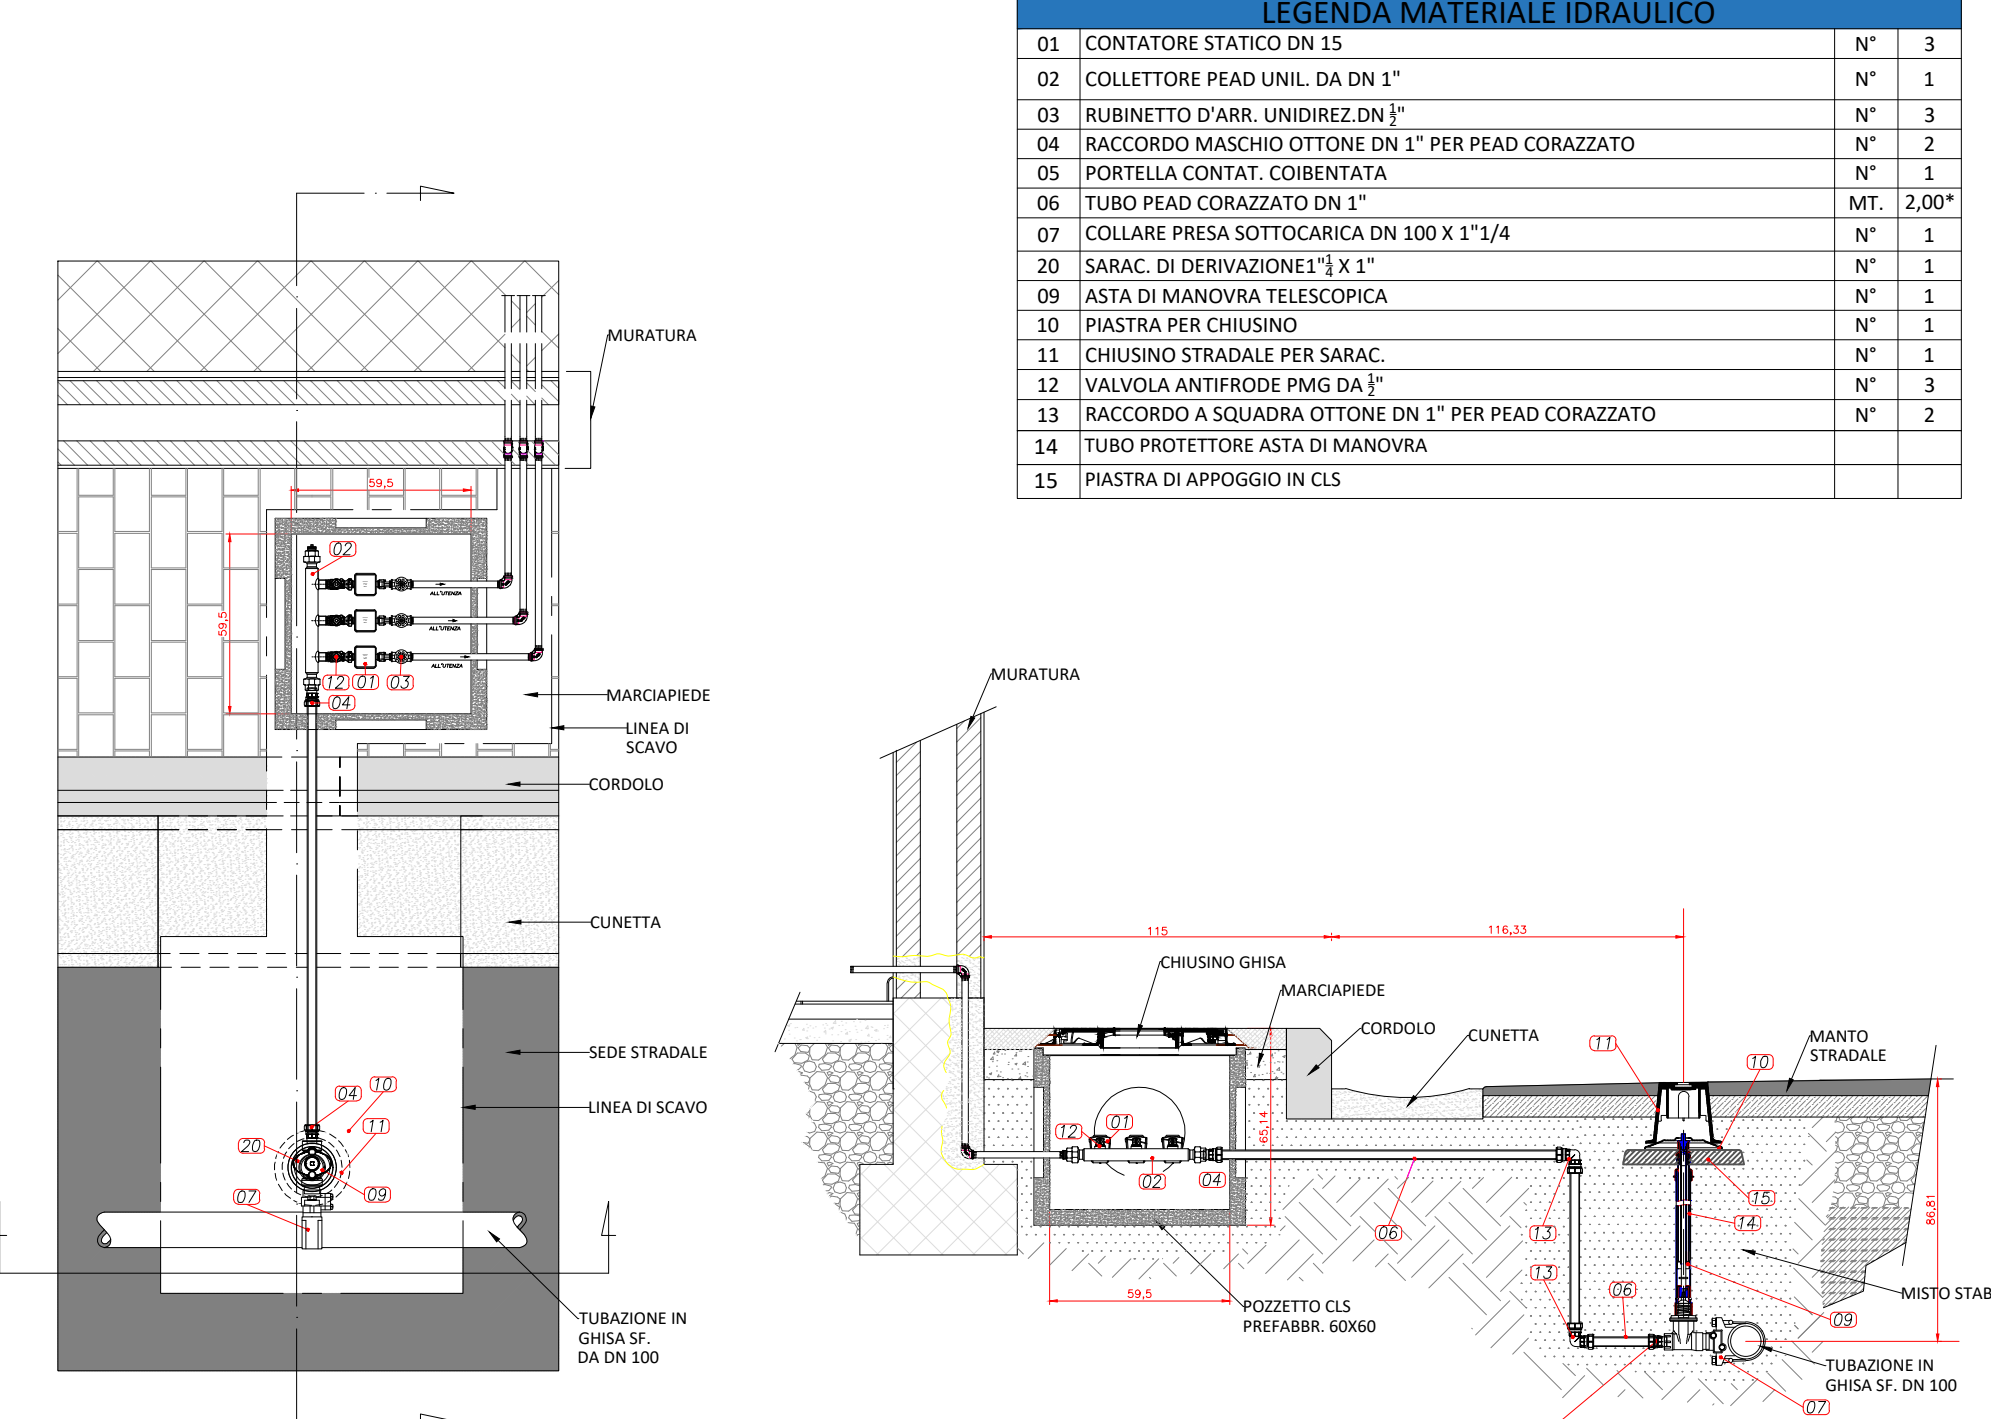 LEGENDA MATERIALE IDRAULICO
01 CONTATORE STATICO DN 15 N° 3
02 COLLETTORE PEAD UNIL. DA DN 1" N° 1
03 RUBINETTO D'ARR. UNIDIREZ.DN 1/2" N° 3
04 RACCORDO MASCHIO OTTONE DN 1" PER PEAD CORAZZATO N° 2
05 PORTELLA CONTAT. COIBENTATA N° 1
06 TUBO PEAD CORAZZATO DN 1" MT. 2,00*
07 COLLARE PRESA SOTTOCARICA DN 100 X 1"1/4 N° 1
20 SARAC. DI DERIVAZIONE1"1/4 X 1" N° 1
09 ASTA DI MANOVRA TELESCOPICA N° 1
10 PIASTRA PER CHIUSINO N° 1
11 CHIUSINO STRADALE PER SARAC. N° 1
12 VALVOLA ANTIFRODE PMG DA 1/2" N° 3
13 RACCORDO A SQUADRA OTTONE DN 1" PER PEAD CORAZZATO N° 2
14 TUBO PROTETTORE ASTA DI MANOVRA
15 PIASTRA DI APPOGGIO IN CLS
MURATURA
59,5
02
ALL'UTENZA
59,5
ALL'UTENZA
ALL'UTENZA
12 01 03
04
MARCIAPIEDE
LINEA DI
SCAVO
CORDOLO
CUNETTA
SEDE STRADALE
10
04
LINEA DI SCAVO
11
20
09
07
TUBAZIONE IN
GHISA SF.
DA DN 100
MURATURA
115
116,33
CHIUSINO GHISA
MARCIAPIEDE
CORDOLO
CUNETTA
11
MANTO
STRADALE
10
12
01
65,14
02
04
15
14
86,81
06
13
13
06
MISTO STAB
59,5
POZZETTO CLS
PREFABBR. 60X60
09
TUBAZIONE IN
GHISA SF. DN 100
07